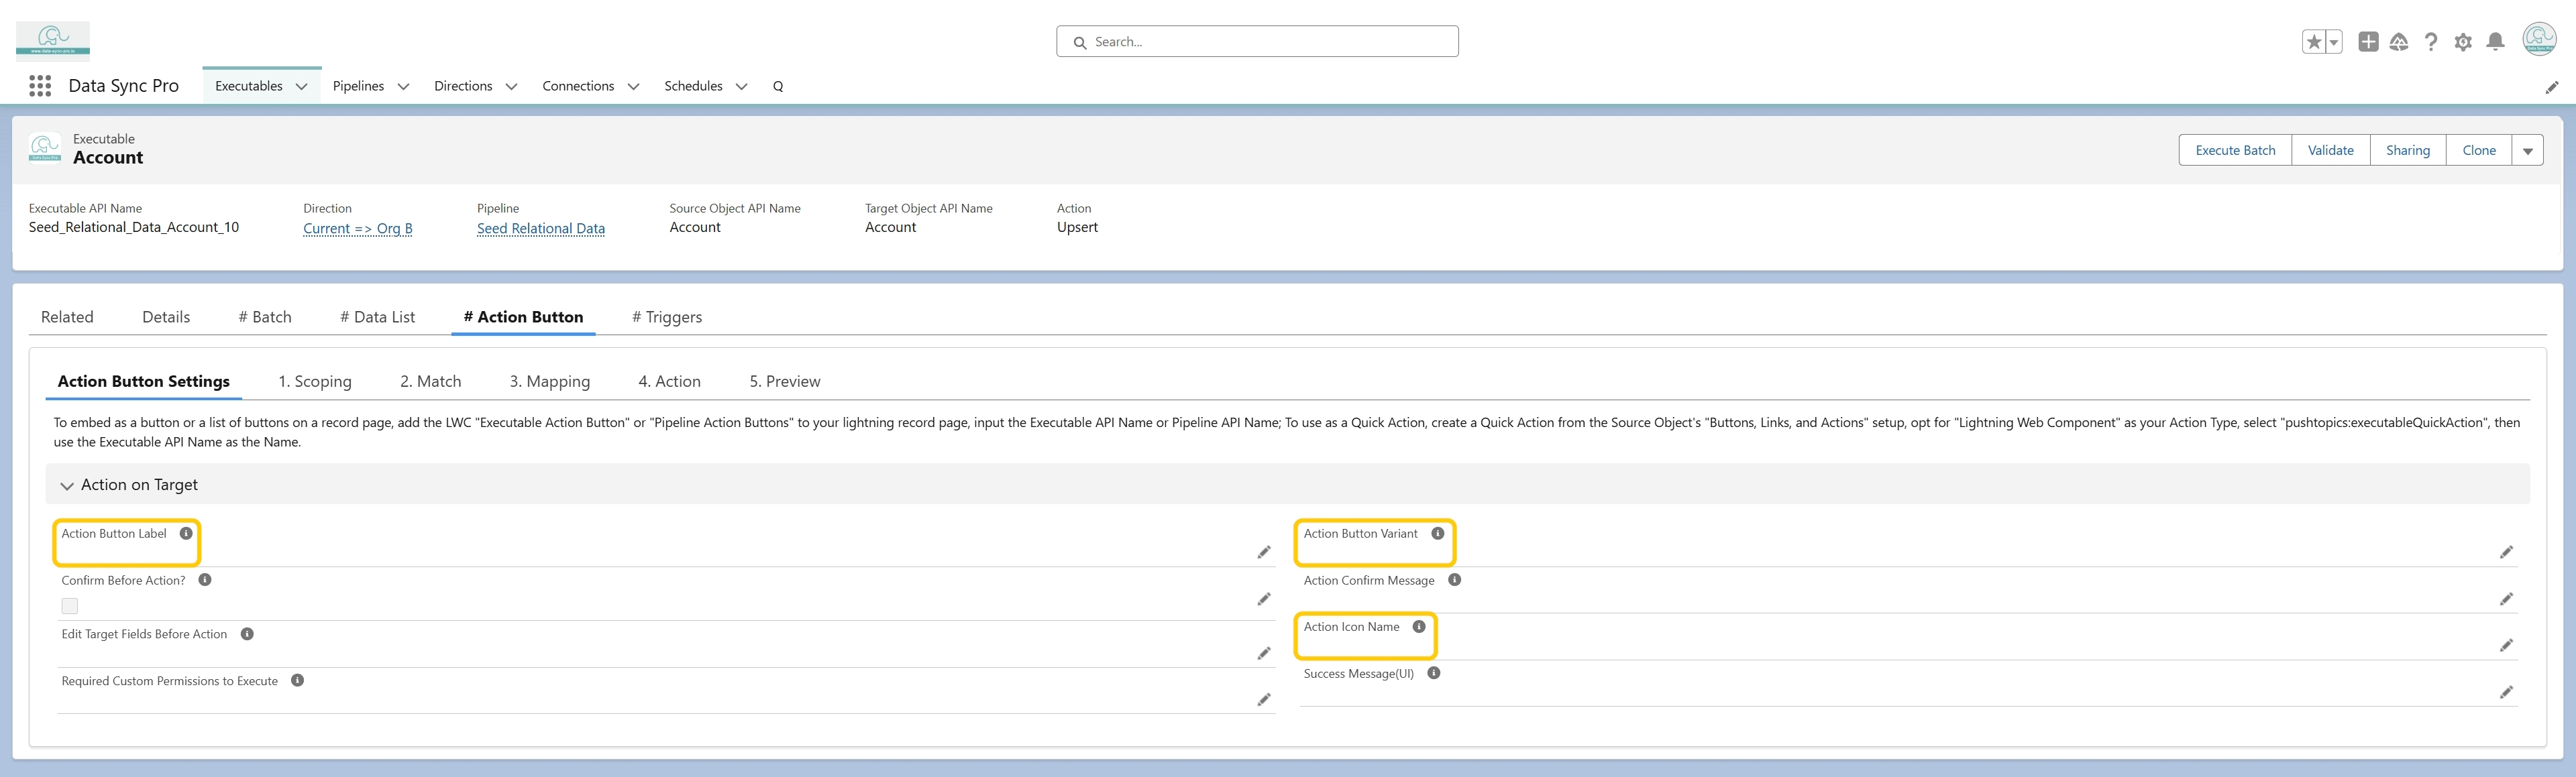 www.data-sync-pro.io
Search...
Data Sync Pro
Executables
Pipelines
Directions
Connections
Schedules
Q
Executable
Account
Execute Batch
Validate
Sharing
Clone
Executable API Name
Seed_Relational_Data_Account_10
Direction
Current => Org B
Pipeline
Seed Relational Data
Source Object API Name
Account
Target Object API Name
Account
Action
Upsert
Related
Details
# Batch
# Data List
# Action Button
# Triggers
Action Button Settings
1. Scoping
2. Match
3. Mapping
4. Action
5. Preview
To embed as a button or a list of buttons on a record page, add the LWC "Executable Action Button" or "Pipeline Action Buttons" to your lightning record page, input the Executable API Name or Pipeline API Name; To use as a Quick Action, create a Quick Action from the Source Object's "Buttons, Links, and Actions" setup, opt for "Lightning Web Component" as your Action Type, select "pushtopics:executableQuickAction", then
use the Executable API Name as the Name.
Action on Target
Action Button Label
Action Button Variant
Confirm Before Action?
Action Confirm Message
Edit Target Fields Before Action
Action Icon Name
Required Custom Permissions to Execute
Success Message(UI)